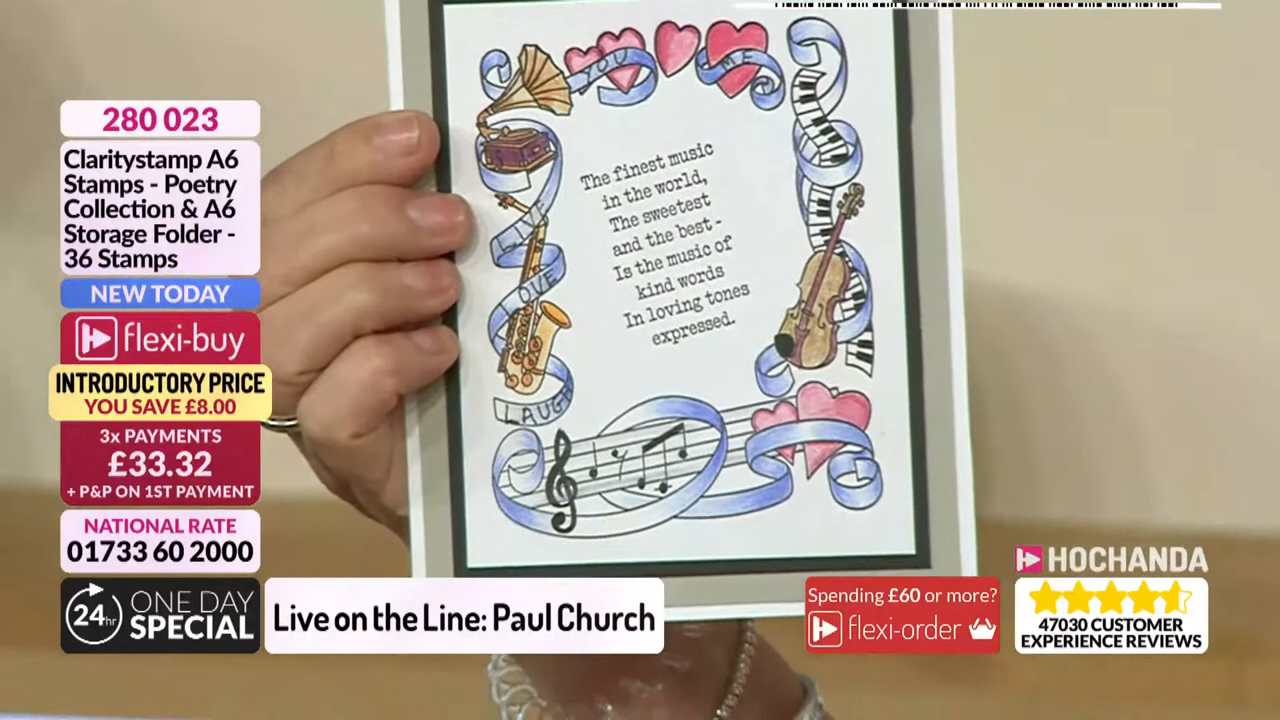 280 023
Claritystamp A6
Stamps - Poetry
Collection & A6
Storage Folder -
36 Stamps
NEW TODAY
flexi-buy
INTRODUCTORY PRICE
YOU SAVE £8.00
3x PAYMENTS
£33.32
+ P&P ON 1ST PAYMENT
NATIONAL RATE
01733 60 2000
24hr
ONE DAY
SPECIAL
Live on the Line: Paul Church
YOU
ME
LIVE
LOVE
LAUGH
The finest music
in the world,
The sweetest
and the best -
Is the music of
kind words
In loving tones
expressed.
Spending £60 or more?
flexi-order
HOCHANDA
47030 CUSTOMER
EXPERIENCE REVIEWS